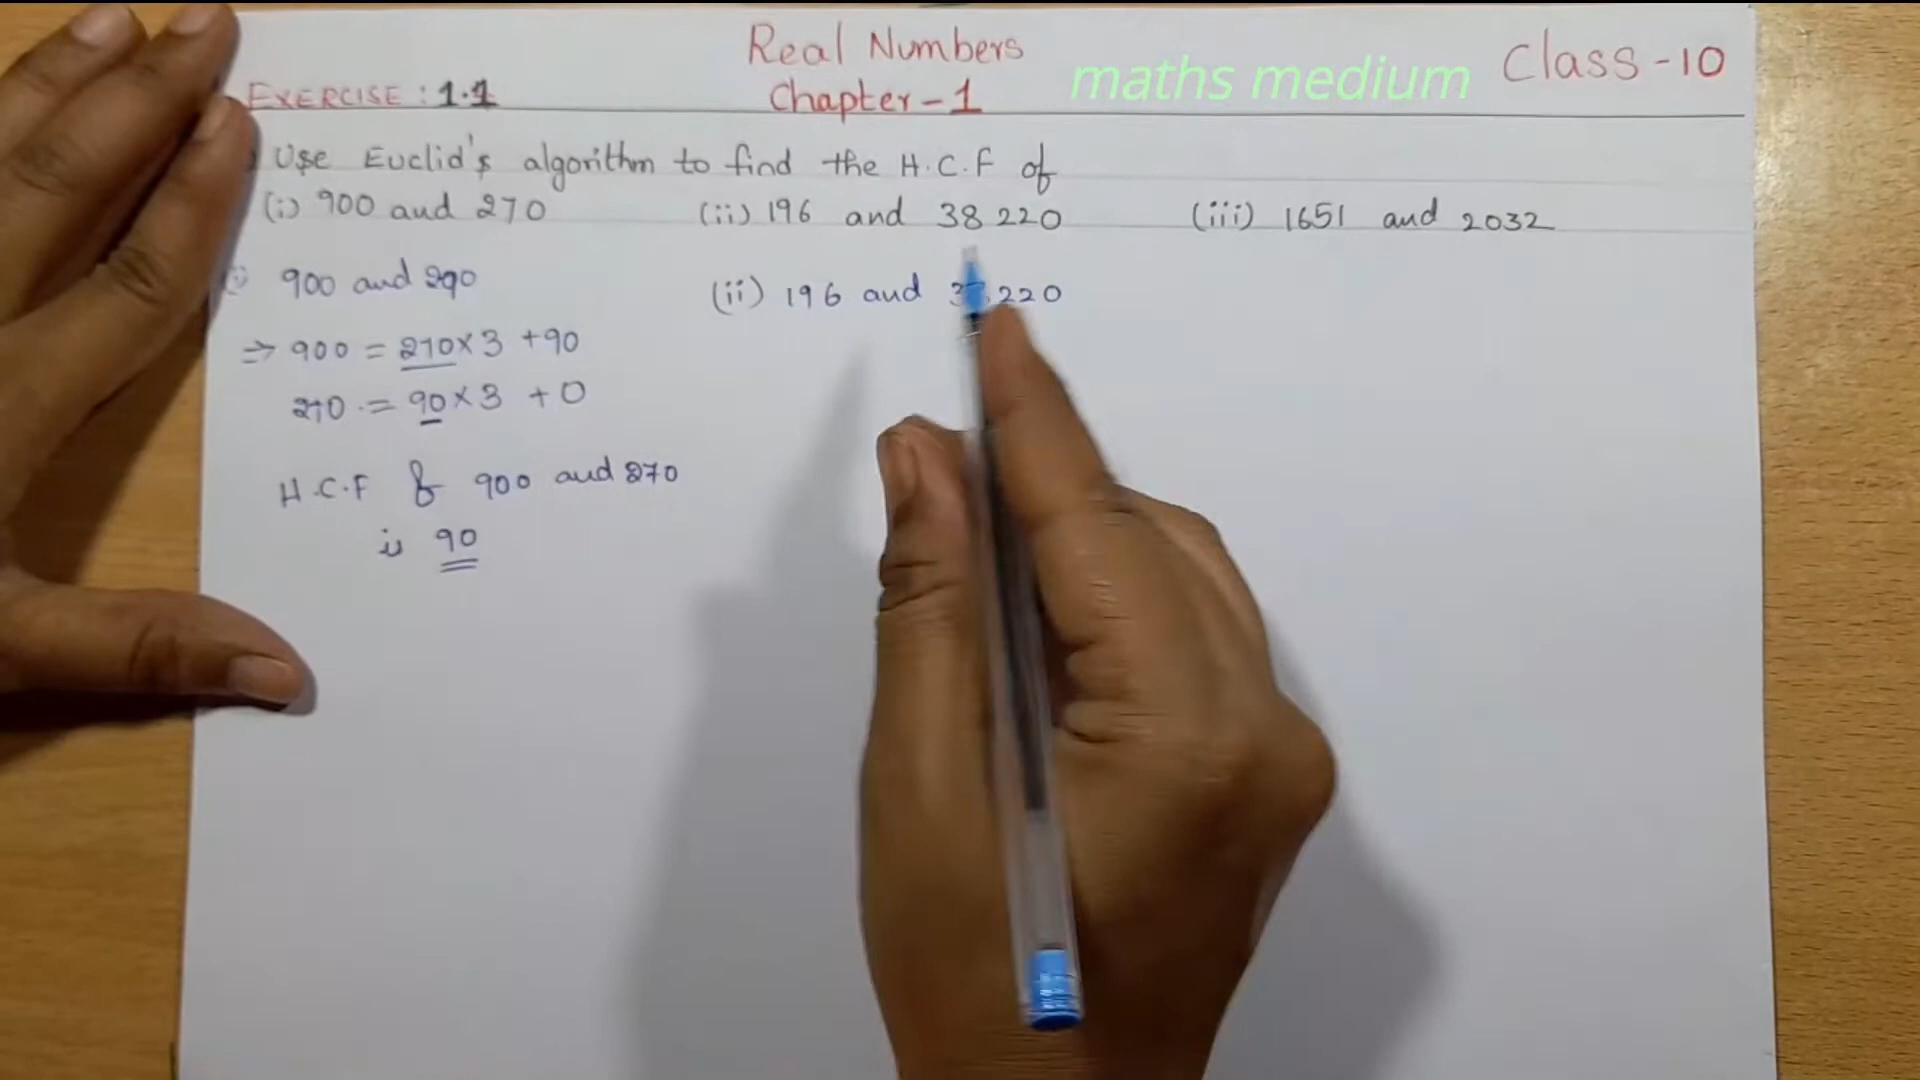 Real Numbers
Class-10
maths medium
EXERCISE : 1.1
Chapter-1
Use Euclid's algorithm to find the H.C.F of
(i) 900 and 270 (ii) 196 and 38220 (iii) 1651 and 2032
900 and 290 (ii) 196 and 220
⇒ 900 = 270×3 +90
270 = 90×3 + 0
H.C.F of 900 and 270
is 90